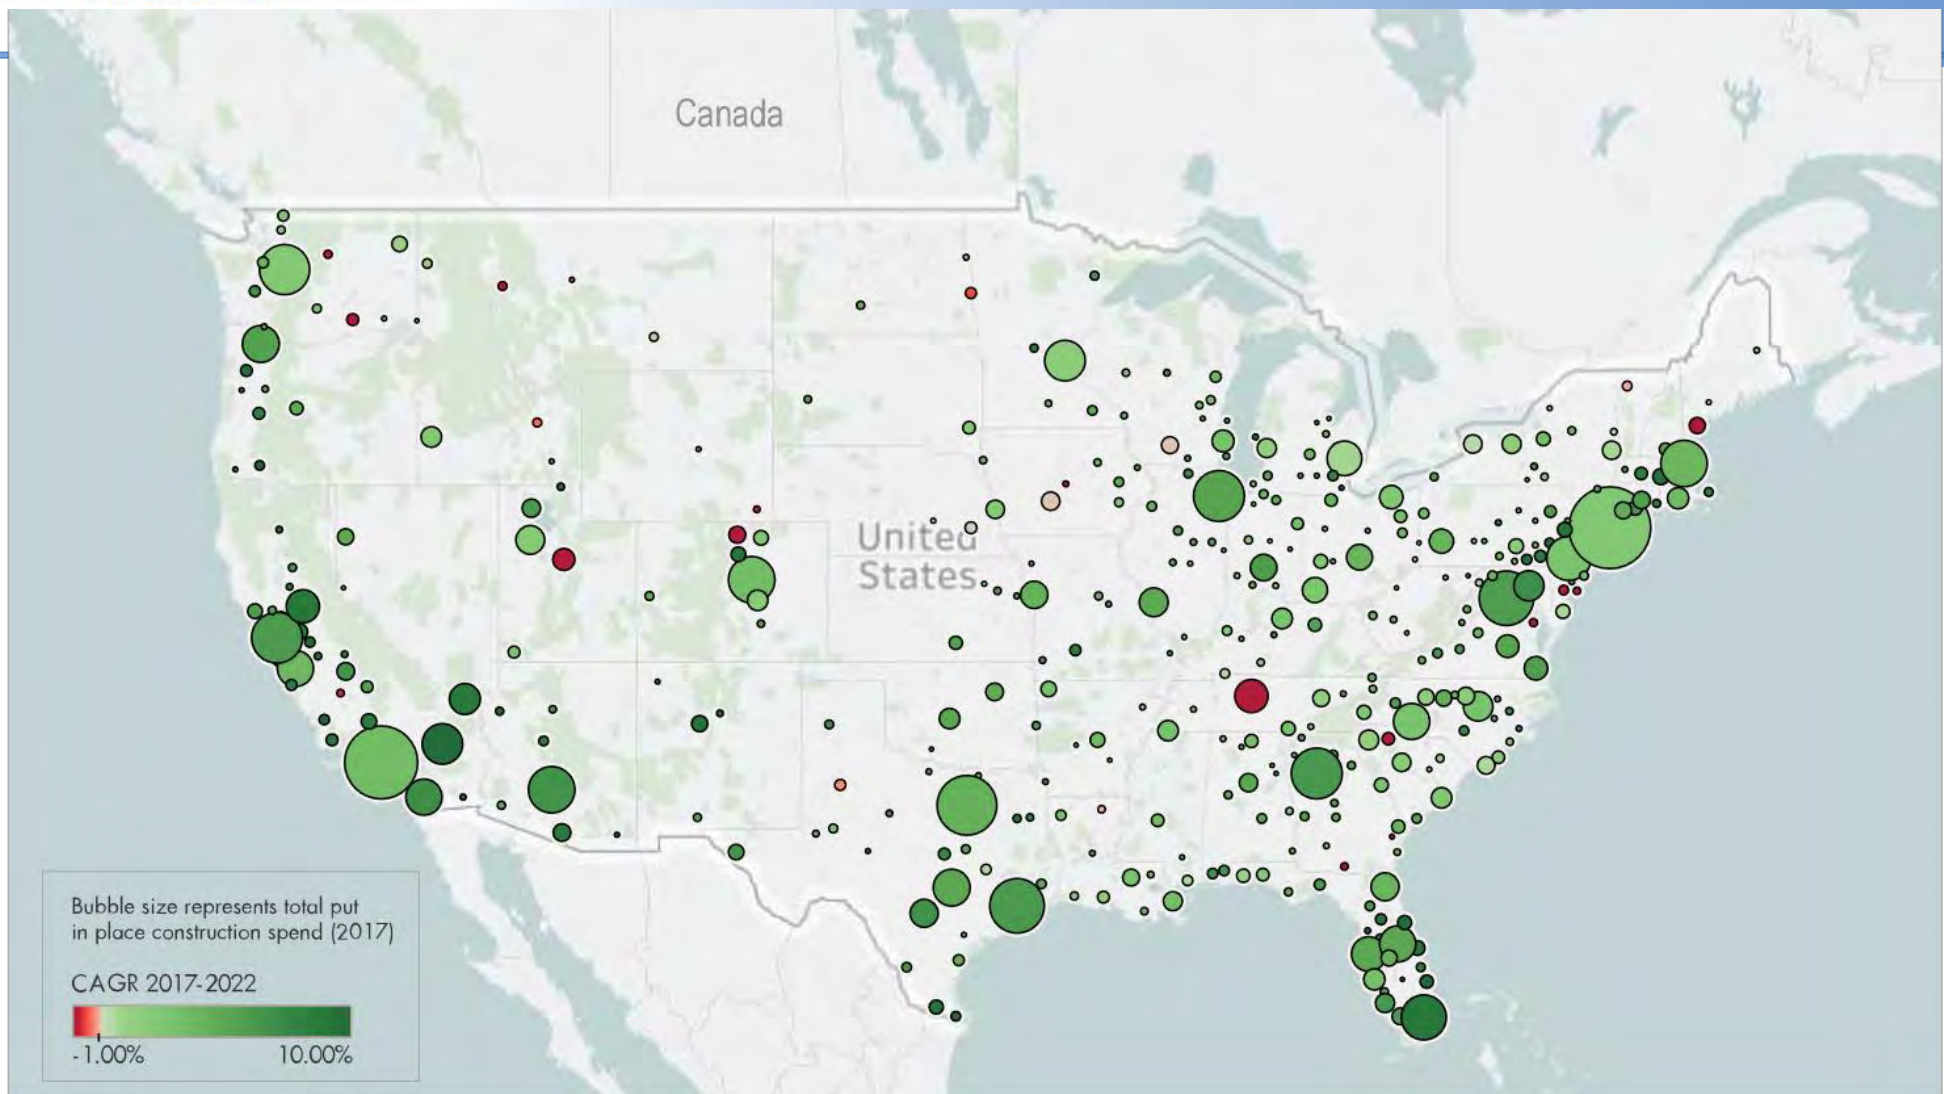 Canada
United
States
Bubble size represents total put
in place construction spend (2017)
CAGR 2017-2022
-1.00%
10.00%